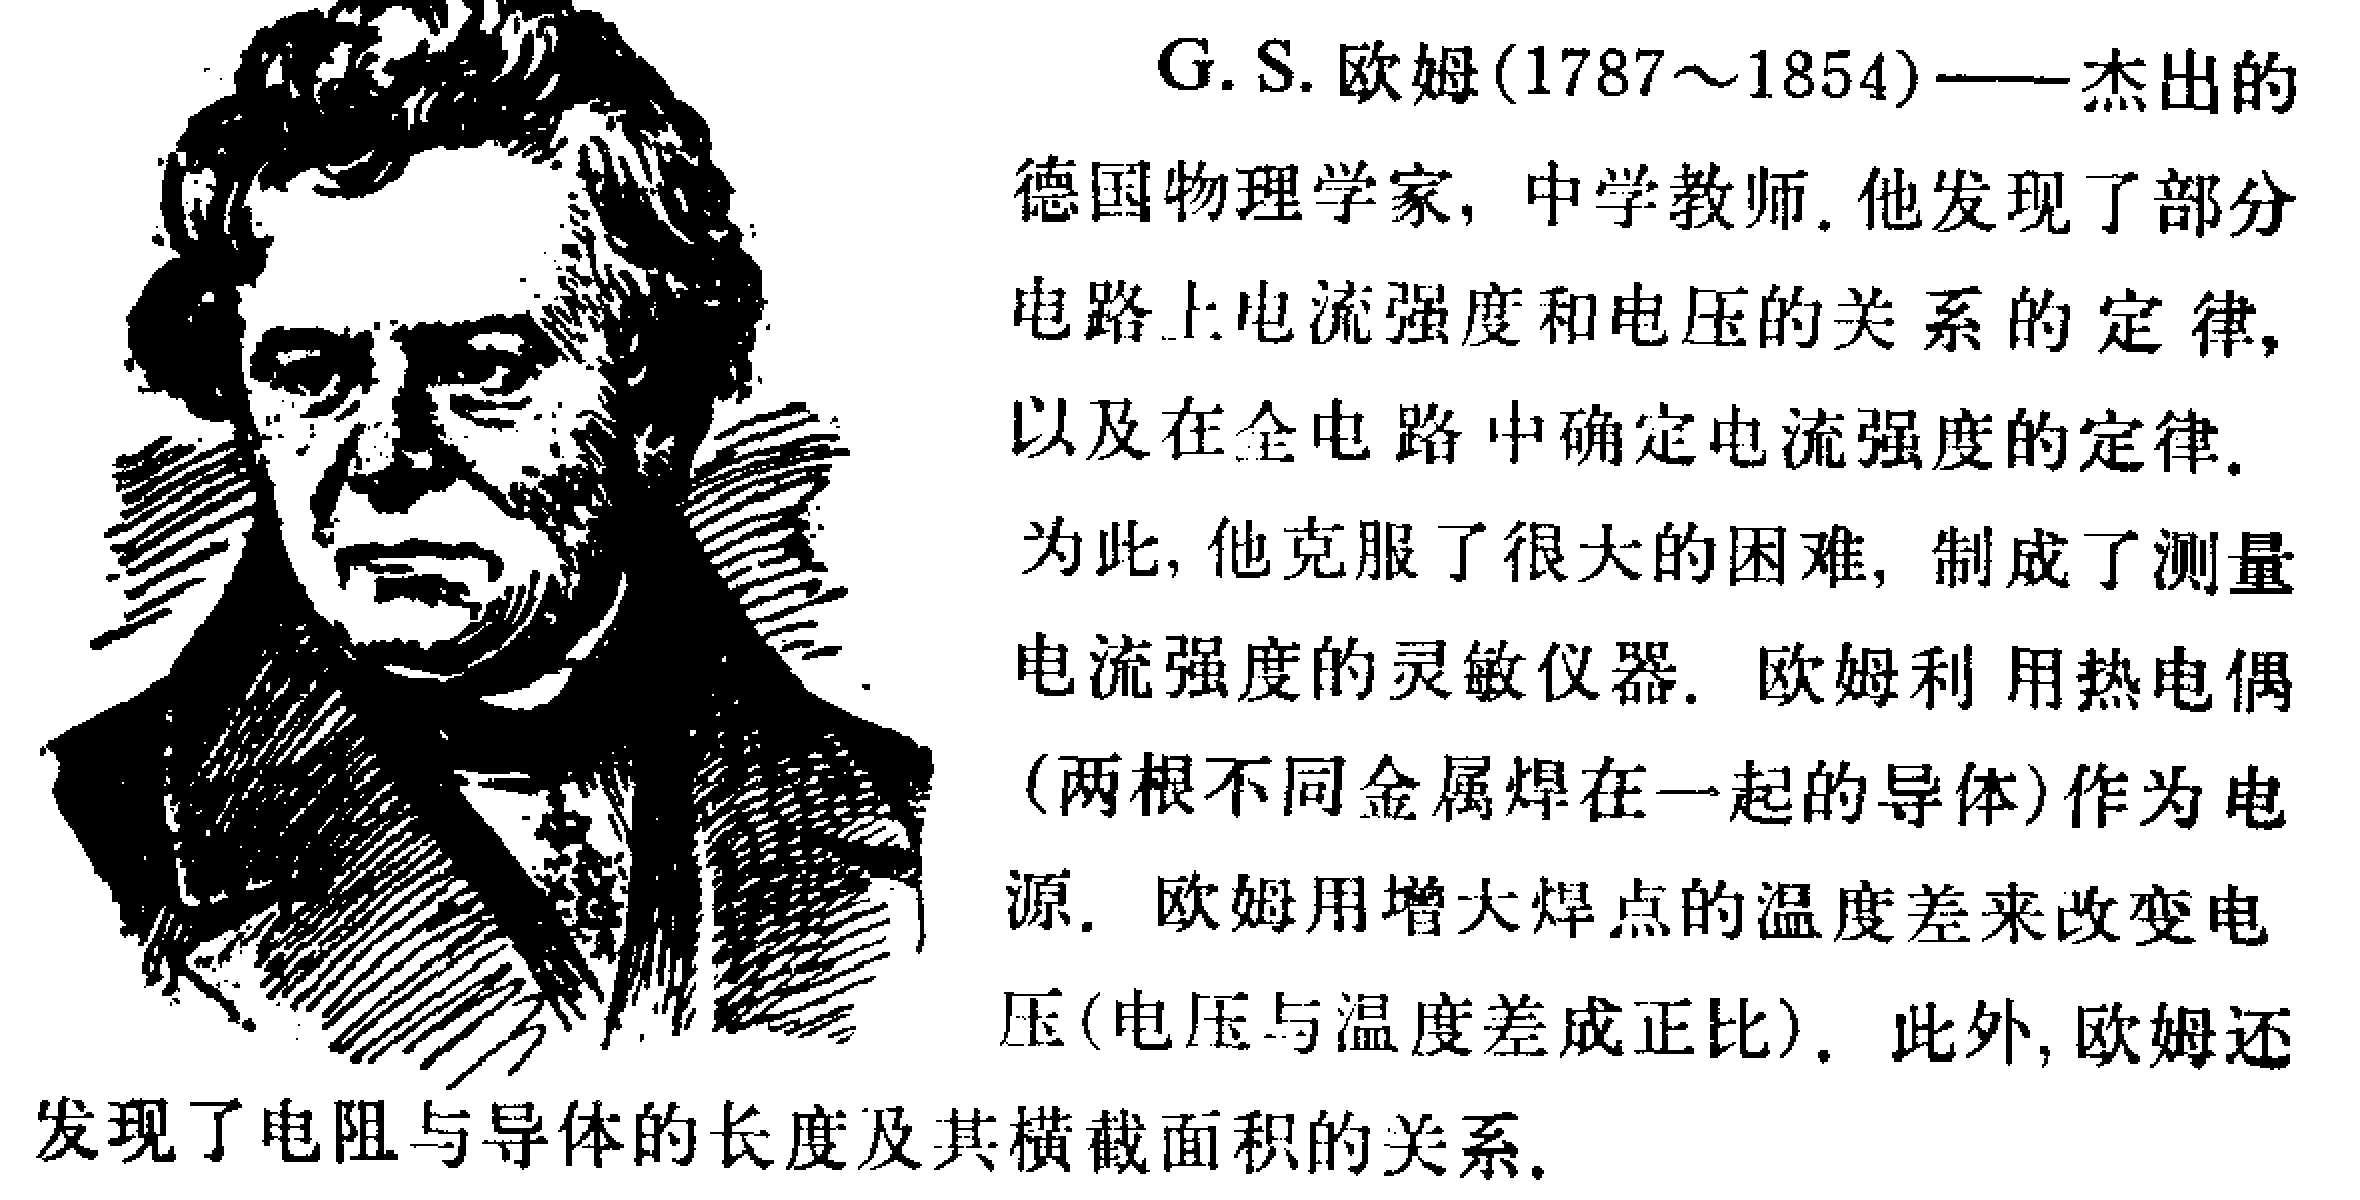 G. S. 欧姆(1787～1854)——杰出的
德国物理学家, 中学教师. 他发现了部分
电路上电流强度和电压的关系的定律,
以及在全电路中确定电流强度的定律.
为此, 他克服了很大的困难, 制成了测量
电流强度的灵敏仪器. 欧姆利用热电偶
(两根不同金属焊在一起的导体)作为电
源. 欧姆用增大焊点的温度差来改变电
压(电压与温度差成正比). 此外, 欧姆还
发现了电阻与导体的长度及其横截面积的关系.